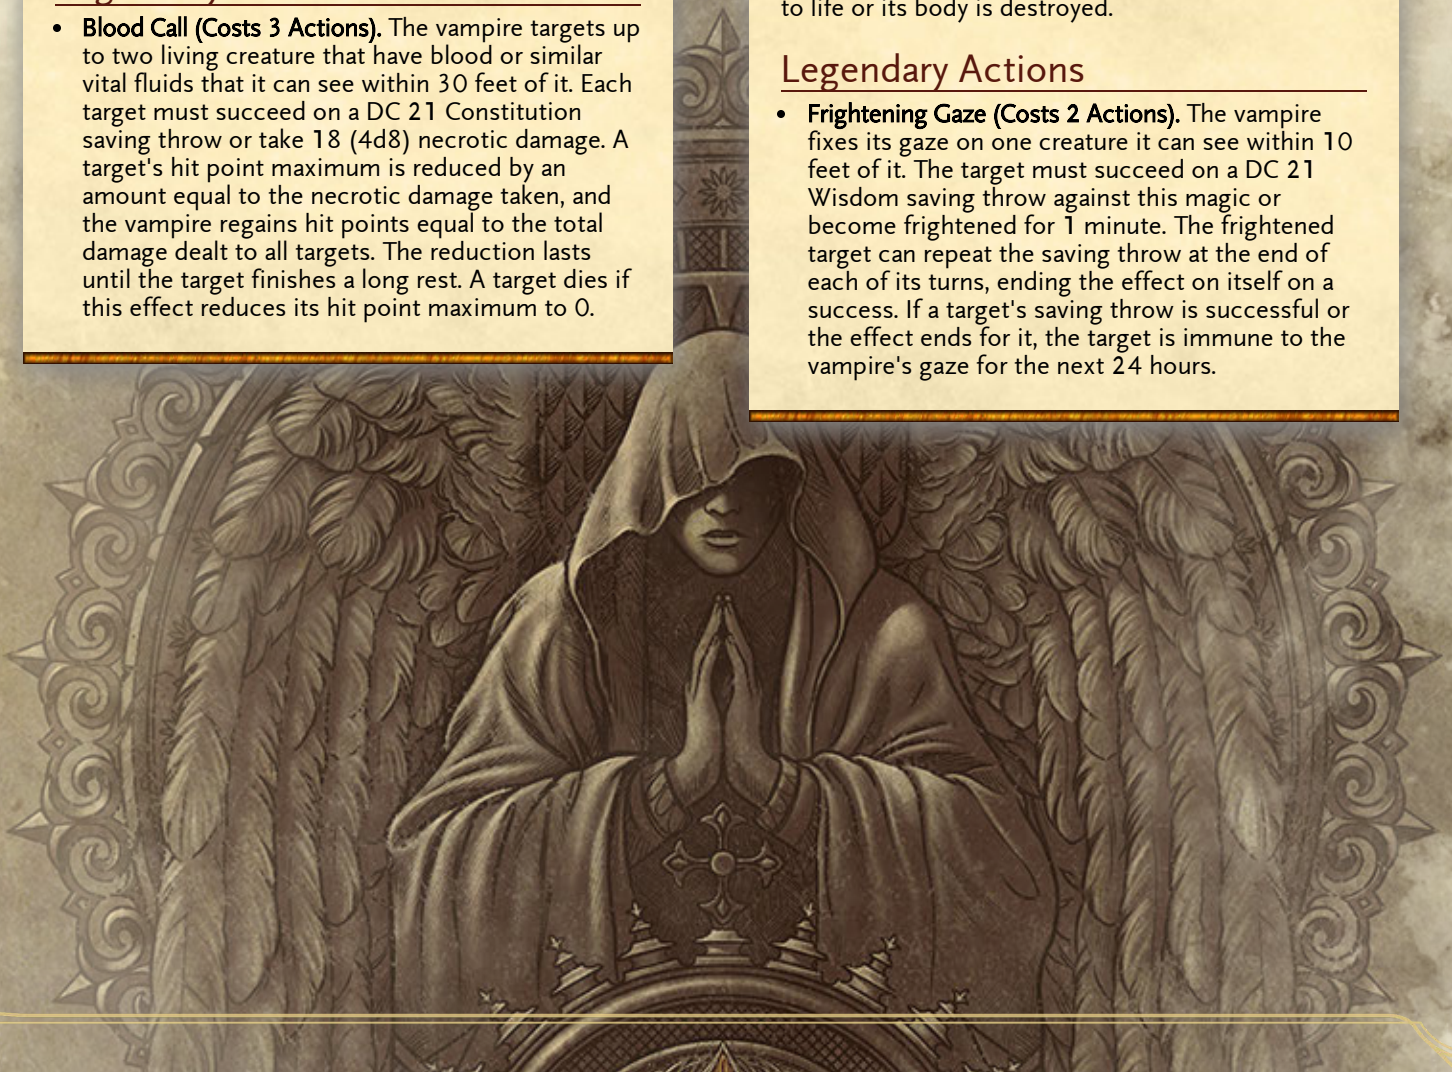 • Blood Call (Costs 3 Actions). The vampire targets up
to two living creature that have blood or similar
vital fluids that it can see within 30 feet of it. Each
target must succeed on a DC 21 Constitution
saving throw or take 18 (4d8) necrotic damage. A
target's hit point maximum is reduced by an
amount equal to the necrotic damage taken, and
the vampire regains hit points equal to the total
damage dealt to all targets. The reduction lasts
until the target finishes a long rest. A target dies if
this effect reduces its hit point maximum to 0.
to life or its body is destroyed.
Legendary Actions
• Frightening Gaze (Costs 2 Actions). The vampire
fixes its gaze on one creature it can see within 10
feet of it. The target must succeed on a DC 21
Wisdom saving throw against this magic or
become frightened for 1 minute. The frightened
target can repeat the saving throw at the end of
each of its turns, ending the effect on itself on a
success. If a target's saving throw is successful or
the effect ends for it, the target is immune to the
vampire's gaze for the next 24 hours.